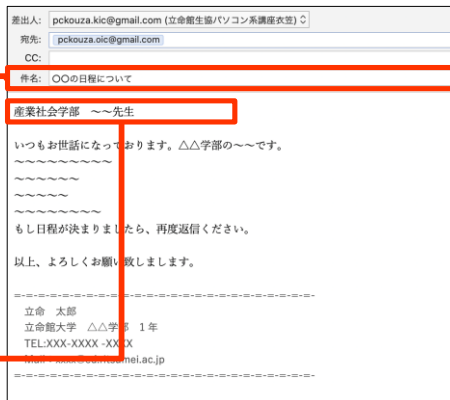 差出人: pckouza.kic@gmail.com (立命館生協パソコン系講座衣笠)
宛先: pckouza.oic@gmail.com
CC:
件名: 〇〇の日程について
産業社会学部　～～先生
いつもお世話になっております。△△学部の～～です。
～～～～～～～～～
～～～～～～
～～～～～
～～～～～～～～
もし日程が決まりましたら、再度返信ください。
以上、よろしくお願い致しまします。
=-=-=-=-=-=-=-=-=-=-=-=-=-=-=-=-=-=-=-=-=-=-=-=-=-
立命　太郎
立命館大学　△△学部　1年
TEL:XXX-XXXX -XXXX
=-=-=-=-=-=-=-=-=-=-=-=-=-=-=-=-=-=-=-=-=-=-=-=-=-